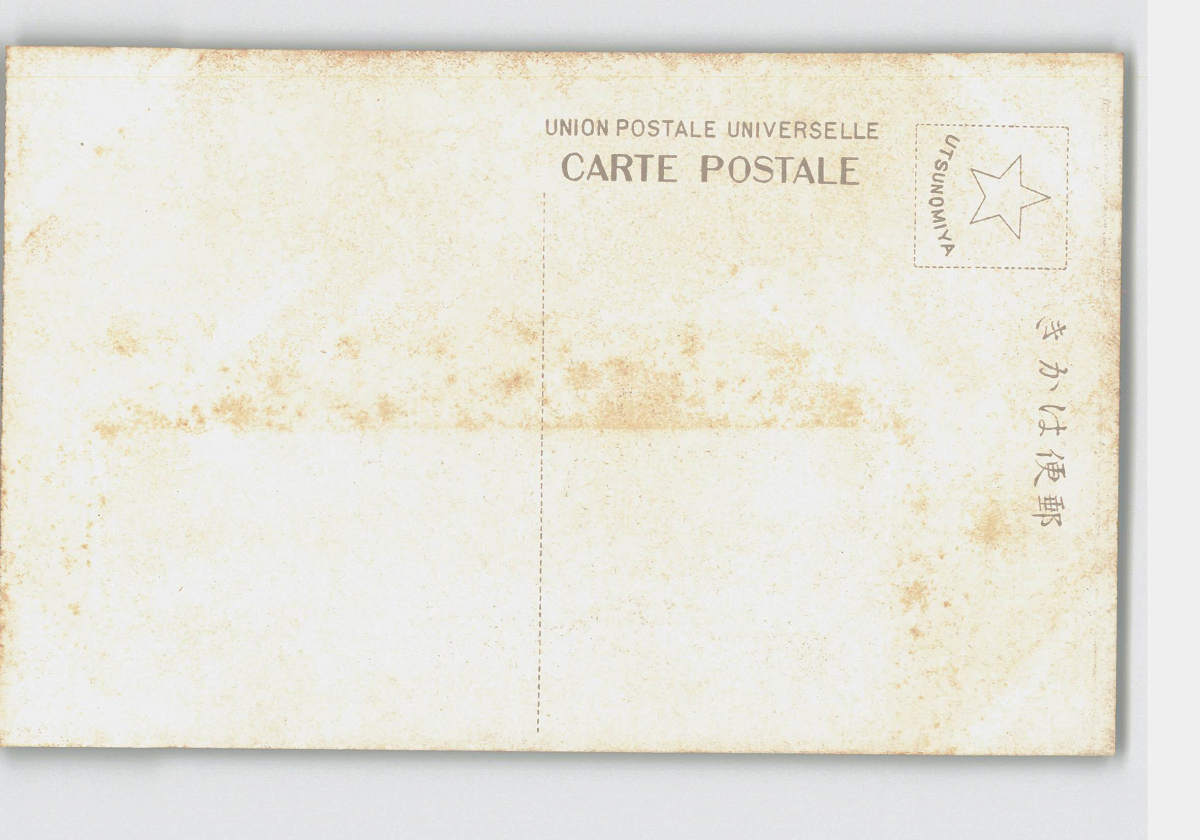 UNION POSTALE UNIVERSELLE
CARTE POSTALE
UTSUNOMIYA
郵便はかき